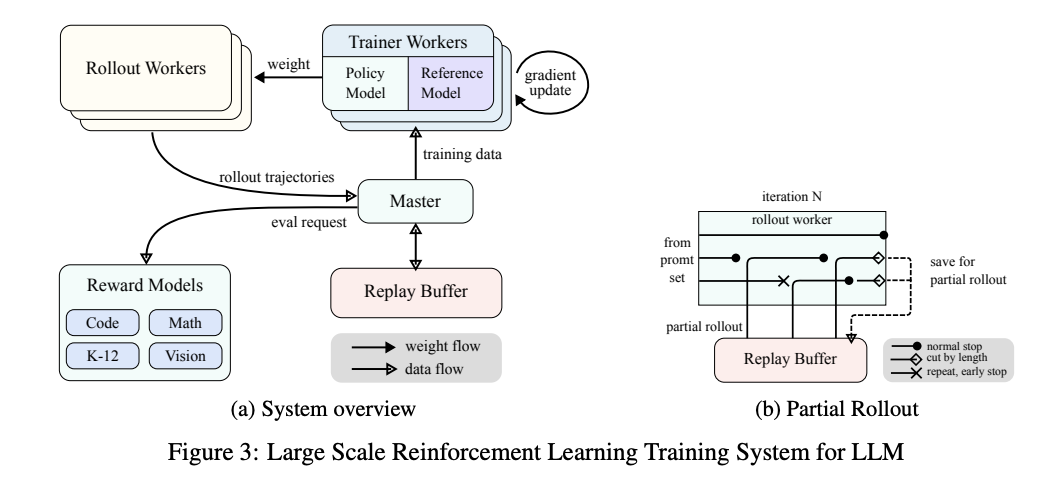 Rollout Workers
weight
Trainer Workers
Policy
Model
Reference
Model
gradient
update
training data
rollout trajectories
Master
eval request
Reward Models
Code
Math
K-12
Vision
Replay Buffer
weight flow
data flow
(a) System overview
iteration N
rollout worker
from
promt
set
save for
partial rollout
partial rollout
Replay Buffer
normal stop
cut by length
repeat, early stop
(b) Partial Rollout
Figure 3: Large Scale Reinforcement Learning Training System for LLM